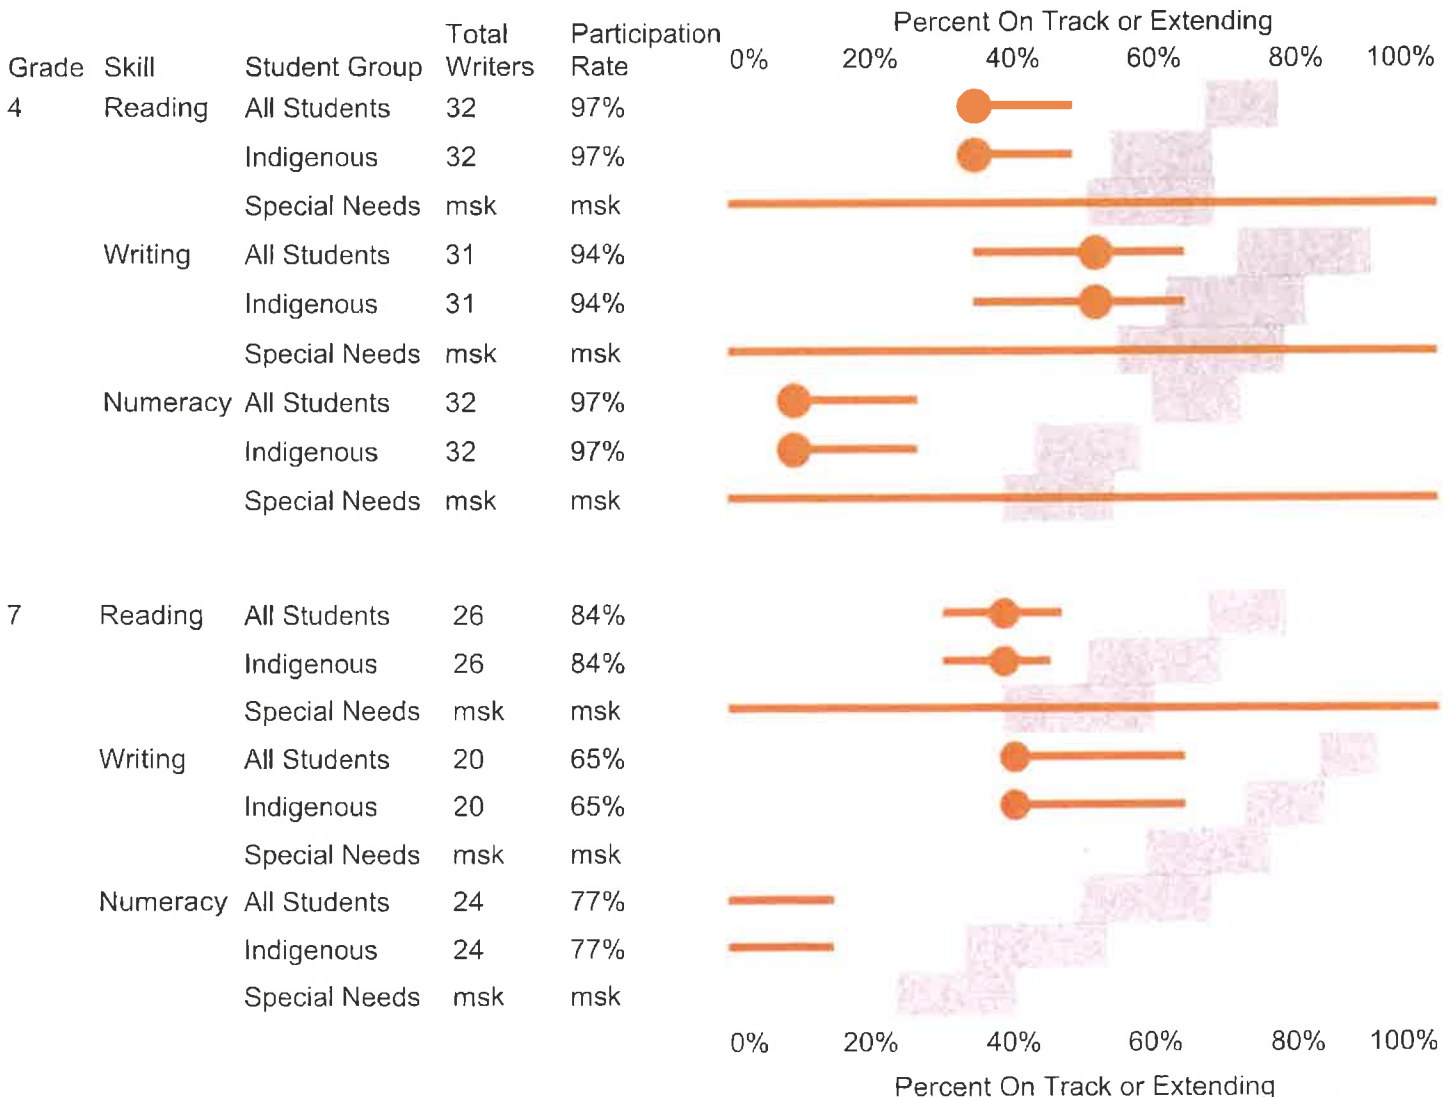 Percent On Track or Extending
Total Participation
Grade Skill Student Group Writers Rate 0% 20% 40% 60% 80% 100%
4 Reading All Students 32 97%
Indigenous 32 97%
Special Needs msk msk
Writing All Students 31 94%
Indigenous 31 94%
Special Needs msk msk
Numeracy All Students 32 97%
Indigenous 32 97%
Special Needs msk msk
7 Reading All Students 26 84%
Indigenous 26 84%
Special Needs msk msk
Writing All Students 20 65%
Indigenous 20 65%
Special Needs msk msk
Numeracy All Students 24 77%
Indigenous 24 77%
Special Needs msk msk
0% 20% 40% 60% 80% 100%
Percent On Track or Extending